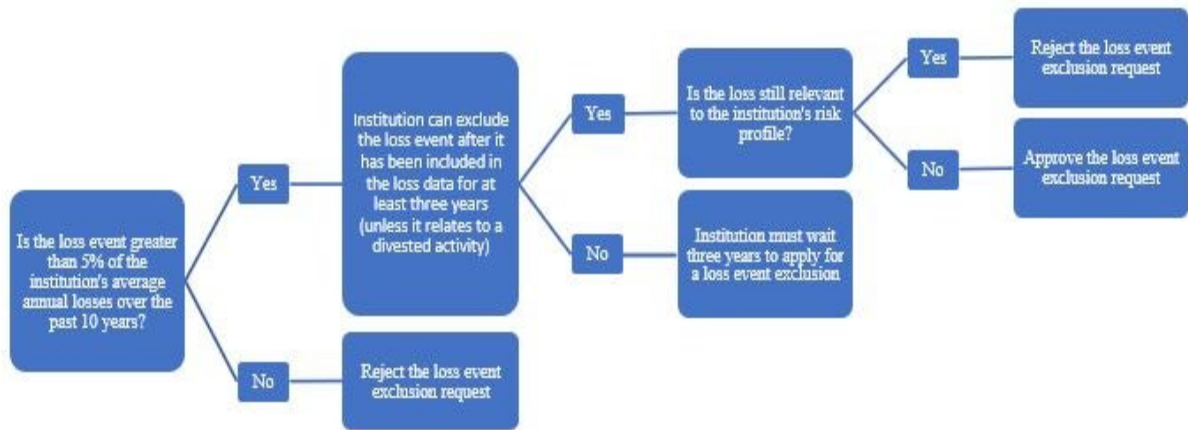 Is the loss event greater
than 5% of the
institution's average
annual losses over the
past 10 years?
Yes
No
Institution can exclude
the loss event after it
has been included in
the loss data for at
least three years
(unless it relates to a
divested activity)
Reject the loss event
exclusion request
Yes
No
Is the loss still relevant
to the institution's risk
profile?
Institution must wait
three years to apply for
a loss event exclusion
Yes
No
Reject the loss event
exclusion request
Approve the loss event
exclusion request